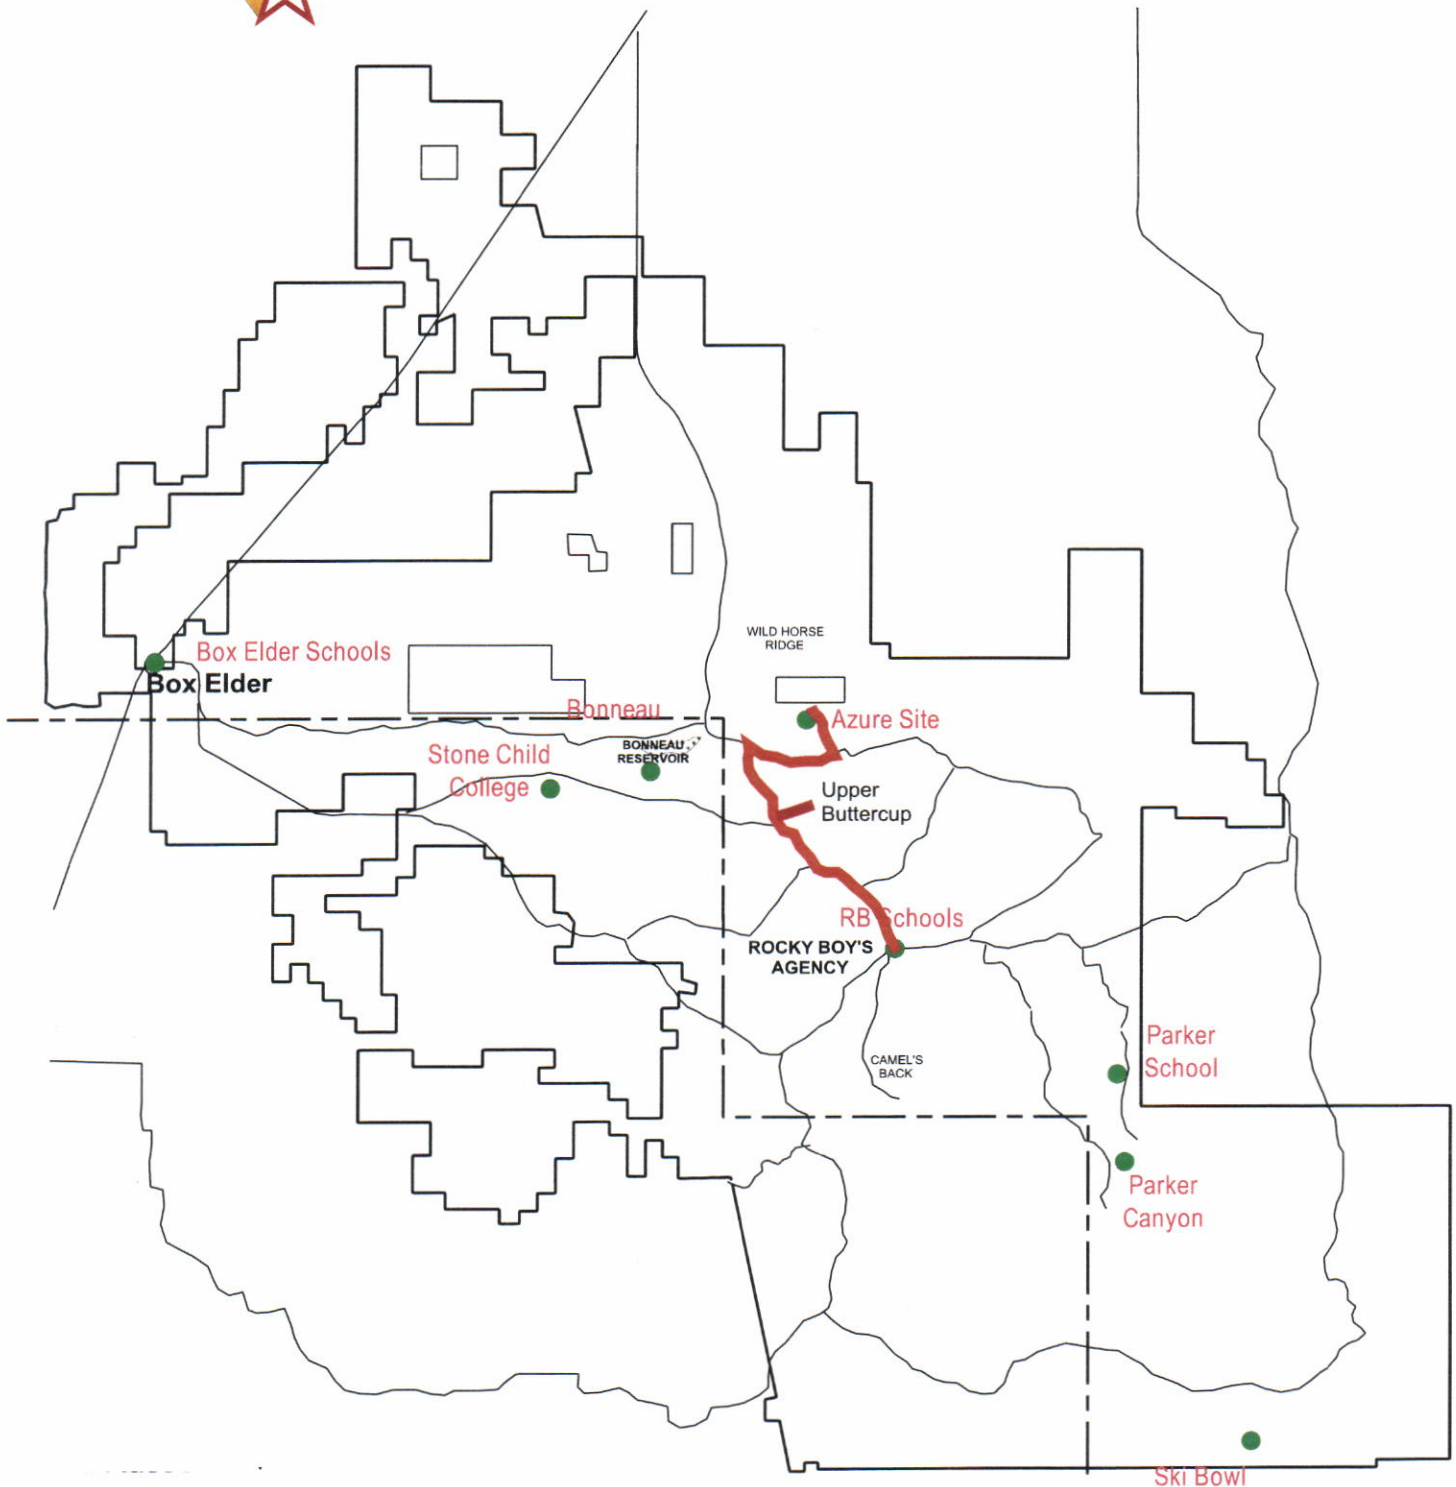 WILD HORSE
RIDGE
Box Elder Schools
Box Elder
Bonneau
Azure Site
BONNEAU
RESERVOIR
Stone Child
College
Upper
Buttercup
RB Schools
ROCKY BOY'S
AGENCY
CAMEL'S
BACK
Parker
School
Parker
Canyon
Ski Bowl